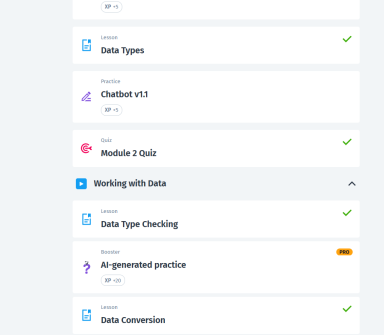 XP +5
Lesson
Data Types
Practice
Chatbot v1.1
XP +5
Quiz
Module 2 Quiz
Working with Data
Lesson
Data Type Checking
Booster
PRO
AI-generated practice
XP +20
Lesson
Data Conversion